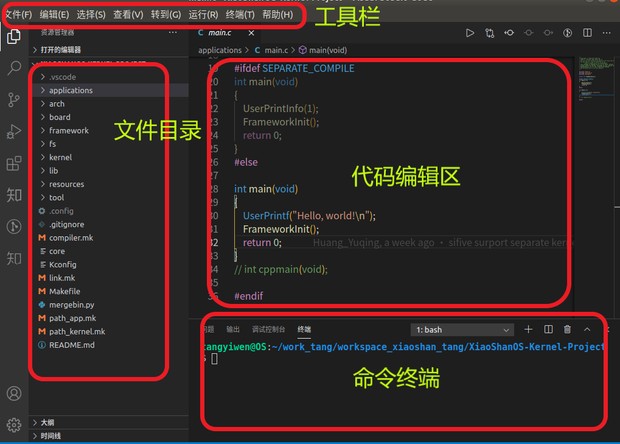 文件(F) 编辑(E) 选择(S) 查看(V) 转到(G) 运行(R) 终端(T) 帮助(H)
工具栏
资源管理器
main.c
打开的编辑器
applications > main.c > main(void)
.vscode
applications
arch
board
framework
fs
kernel
lib
resources
tool
.config
.gitignore
compiler.mk
core
Kconfig
link.mk
Makefile
mergebin.py
path_app.mk
path_kernel.mk
README.md
大纲
时间线
文件目录
19 #ifdef SEPARATE_COMPILE
20 int main(void)
21 {
22 UserPrintInfo(1);
23 FrameworkInit();
24 return 0;
25 }
26 #else
27
28 int main(void)
29 {
30 UserPrintf("Hello, world!\n");
31 FrameworkInit();
32 return 0; Huang_Yuqing, a week ago • sifive surport separate kern
33 }
34 // int cppmain(void);
35
#endif
代码编辑区
问题 输出 调试控制台 终端 1: bash
tangyiwen@OS:~/work_tang/workspace_xiaoshan_tang/XiaoShanOS-Kernel-Project
$
命令终端
知
知